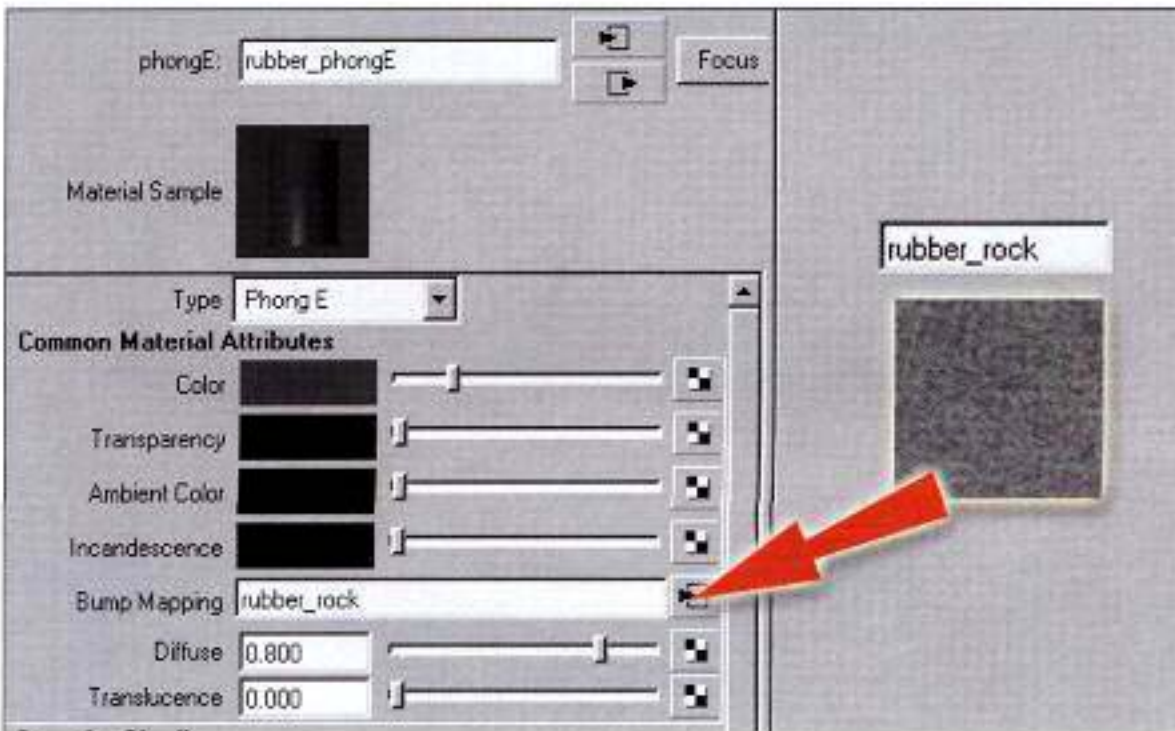 phongE: rubber_phongE
Focus
Material Sample
rubber_rock
Type Phong E
Common Material Attributes
Color
Transparency
Ambient Color
Incandescence
Bump Mapping rubber_rock
Diffuse 0.800
Translucence 0.000